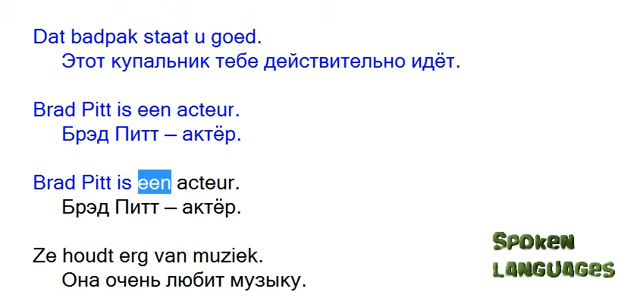 Dat badpak staat u goed.
Этот купальник тебе действительно идёт.
Brad Pitt is een acteur.
Брэд Питт — актёр.
Brad Pitt is een acteur.
Брэд Питт — актёр.
Ze houdt erg van muziek.
Она очень любит музыку.
Spoken
Languages